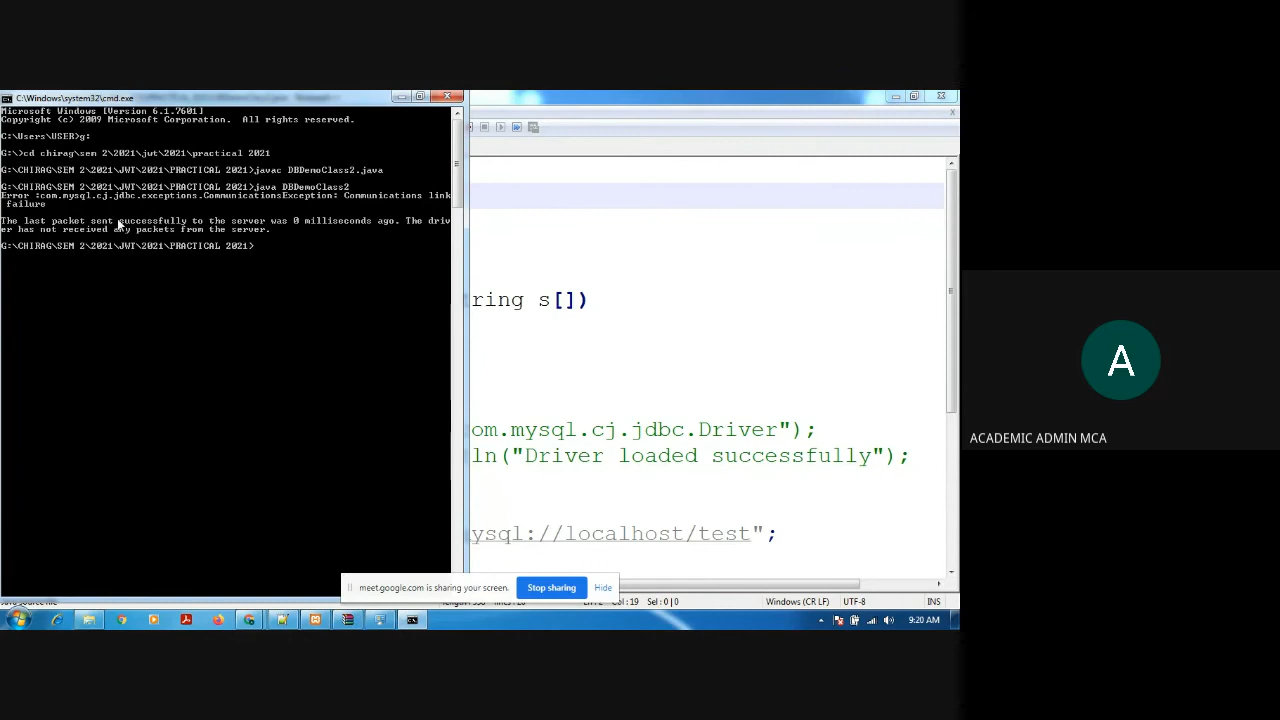 C:\Windows\system32\cmd.exe
Microsoft Windows [Version 6.1.7601]
Copyright (c) 2009 Microsoft Corporation.  All rights reserved.
C:\Users\USER>g:
G:\>cd chirag\sem 2\2021\jwt\2021\practical 2021
G:\CHIRAG\SEM 2\2021\JWT\2021\PRACTICAL 2021>javac DBDemoClass2.java
G:\CHIRAG\SEM 2\2021\JWT\2021\PRACTICAL 2021>java DBDemoClass2
Error :com.mysql.cj.jdbc.exceptions.CommunicationsException: Communications link
failure
The last packet sent successfully to the server was 0 milliseconds ago. The driv
er has not received any packets from the server.
G:\CHIRAG\SEM 2\2021\JWT\2021\PRACTICAL 2021>
ring s[])
om.mysql.cj.jdbc.Driver");
ln("Driver loaded successfully");
ysql://localhost/test";
meet.google.com is sharing your screen.
Stop sharing
Hide
Col : 19
Sel : 0 | 0
Windows (CR LF)
UTF-8
INS
9:20 AM
A
ACADEMIC ADMIN MCA